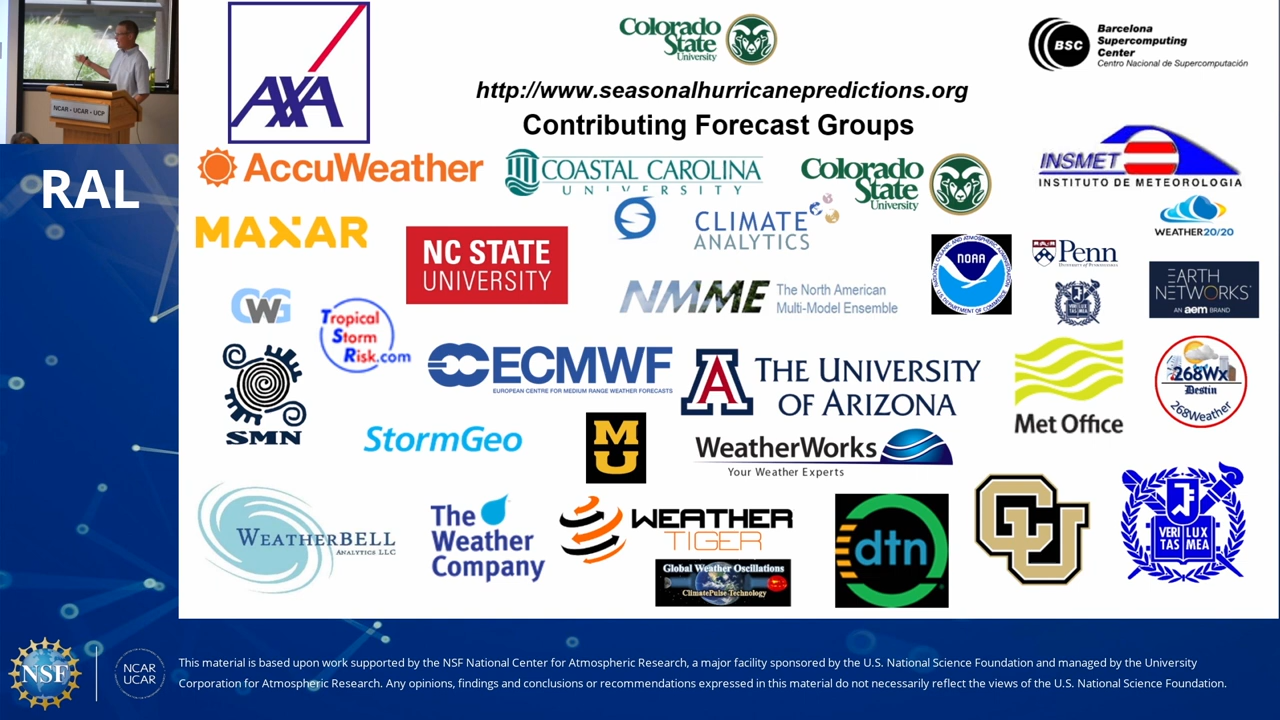 NCAR • UCAR • UCP
RAL
AXA
Colorado
State
University
BSC
Barcelona
Supercomputing
Center
Centro Nacional de Supercomputación
http://www.seasonalhurricanepredictions.org
Contributing Forecast Groups
AccuWeather
COASTAL CAROLINA
UNIVERSITY
Colorado
State
University
INSMET
INSTITUTO DE METEOROLOGIA
MAXAR
NC STATE
UNIVERSITY
CLIMATE
ANALYTICS
NOAA
Penn
WEATHER20/20
EARTH
NETWORKS
AN aem BRAND
CWG
Tropical
Storm
Risk.com
NMME
The North American
Multi-Model Ensemble
SMN
ECMWF
EUROPEAN CENTRE FOR MEDIUM RANGE WEATHER FORECASTS
A
THE UNIVERSITY
OF ARIZONA
Met Office
268Wx
Destin
268Weather
StormGeo
MU
WeatherWorks
Your Weather Experts
WEATHERBELL
ANALYTICS LLC
The
Weather
Company
WEATHER
TIGER
Global Weather Oscillations
ClimatePulse Technology
dtn
CU
VERI LUX
TAS MEA
NSF
NCAR
UCAR
This material is based upon work supported by the NSF National Center for Atmospheric Research, a major facility sponsored by the U.S. National Science Foundation and managed by the University
Corporation for Atmospheric Research. Any opinions, findings and conclusions or recommendations expressed in this material do not necessarily reflect the views of the U.S. National Science Foundation.